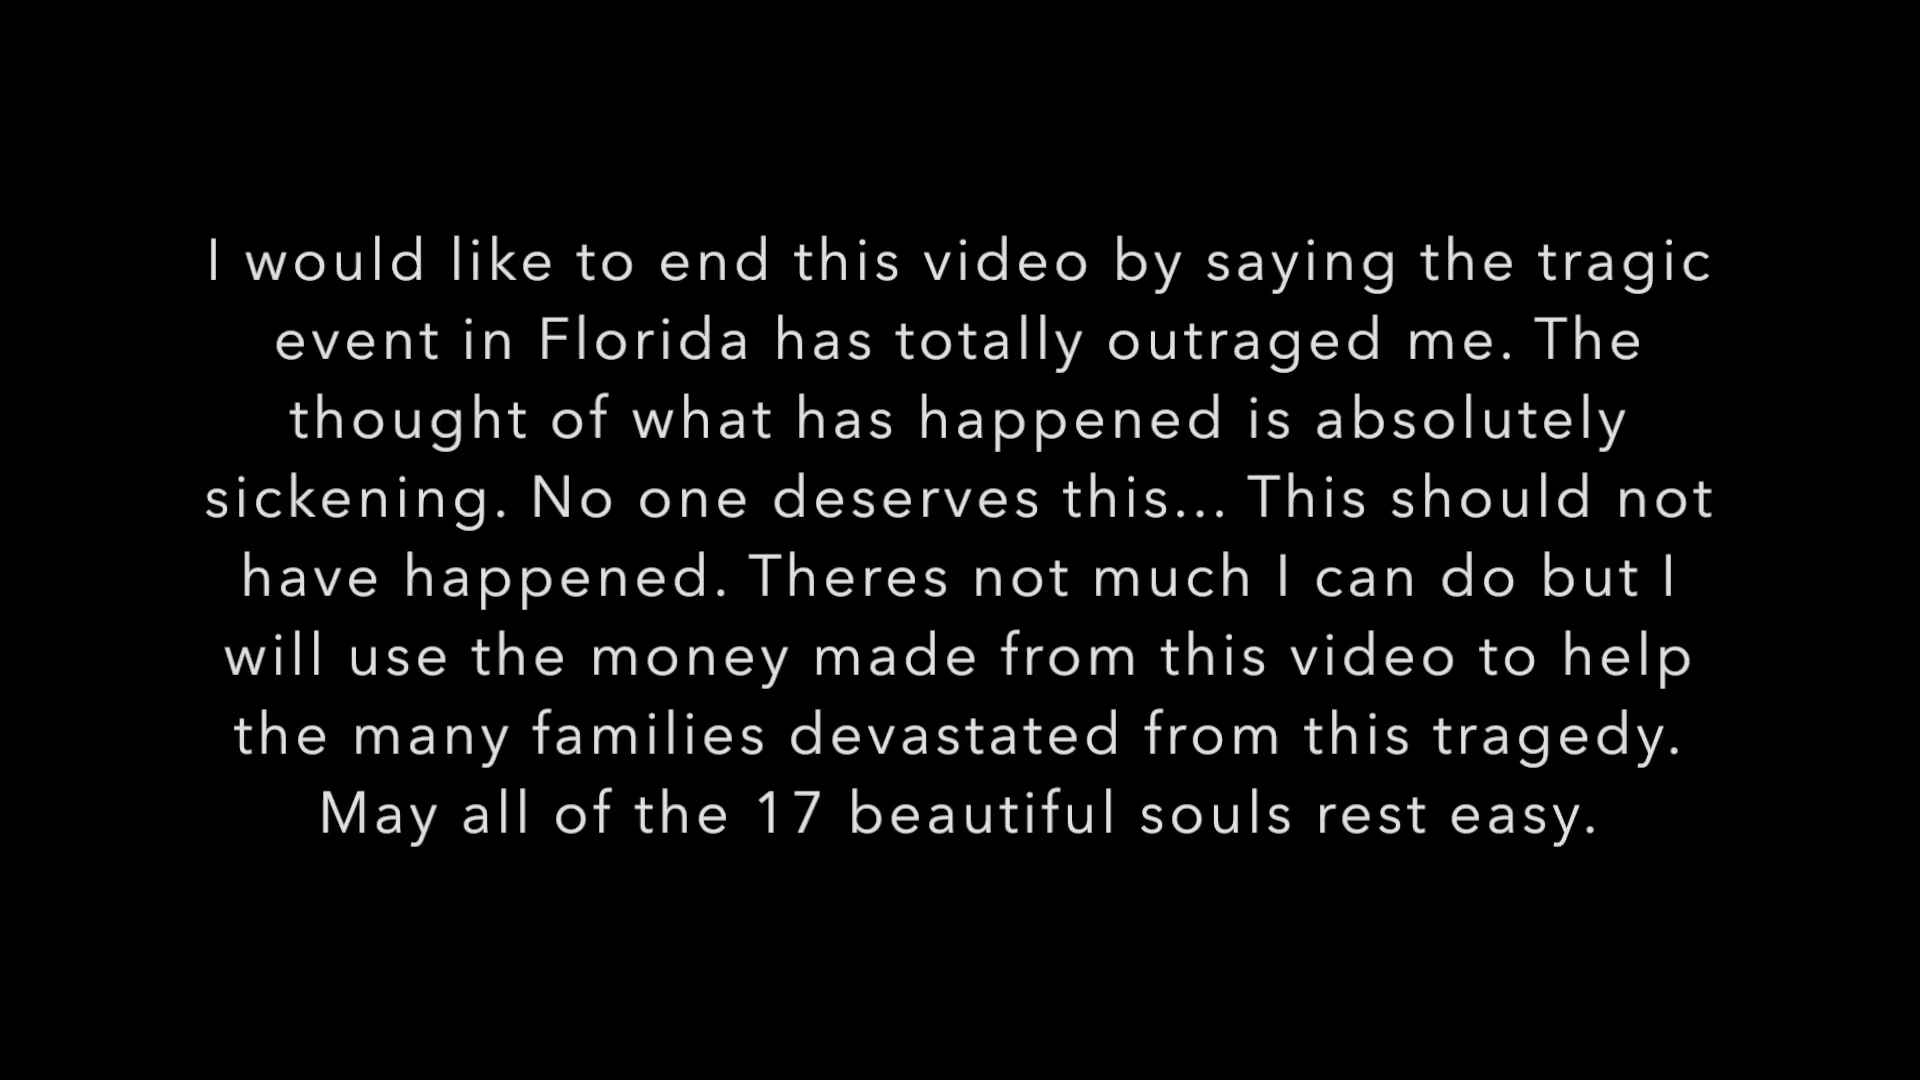 I would like to end this video by saying the tragic
event in Florida has totally outraged me. The
thought of what has happened is absolutely
sickening. No one deserves this... This should not
have happened. Theres not much I can do but I
will use the money made from this video to help
the many families devastated from this tragedy.
May all of the 17 beautiful souls rest easy.